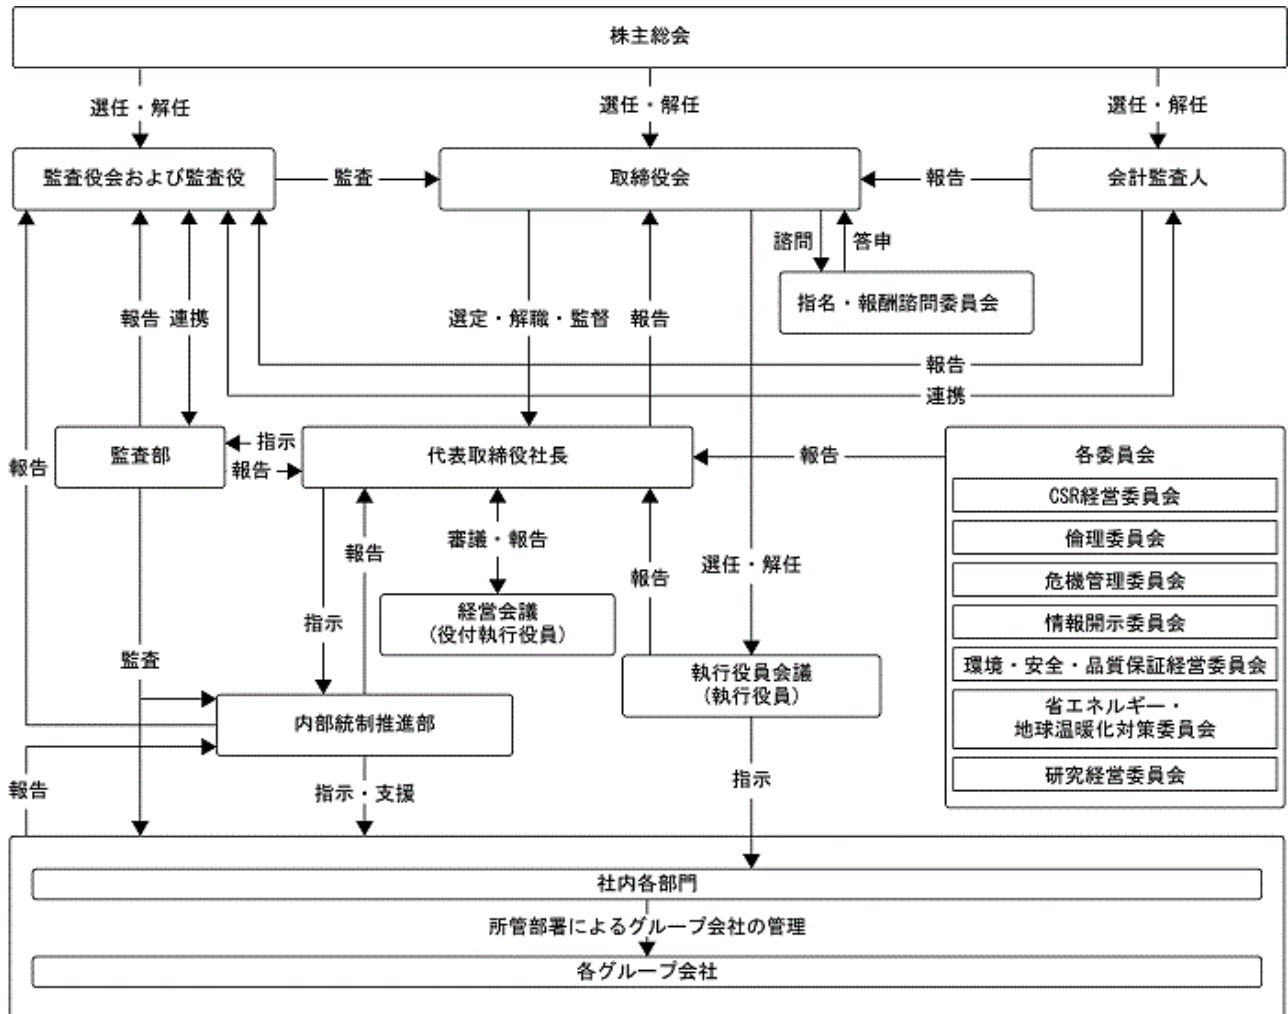 株主総会
選任・解任
選任・解任
選任・解任
監査役会および監査役
監査
取締役会
報告
会計監査人
諮問
答申
指名・報酬諮問委員会
報告
連携
選定・解職・監督
報告
報告
連携
監査部
指示
報告
代表取締役社長
報告
各委員会
CSR経営委員会
倫理委員会
危機管理委員会
情報開示委員会
環境・安全・品質保証経営委員会
省エネルギー・
地球温暖化対策委員会
研究経営委員会
報告
審議・報告
報告
選任・解任
報告
経営会議
(役付執行役員)
指示
監査
執行役員会議
(執行役員)
内部統制推進部
報告
指示・支援
指示
社内各部門
所管部署によるグループ会社の管理
各グループ会社